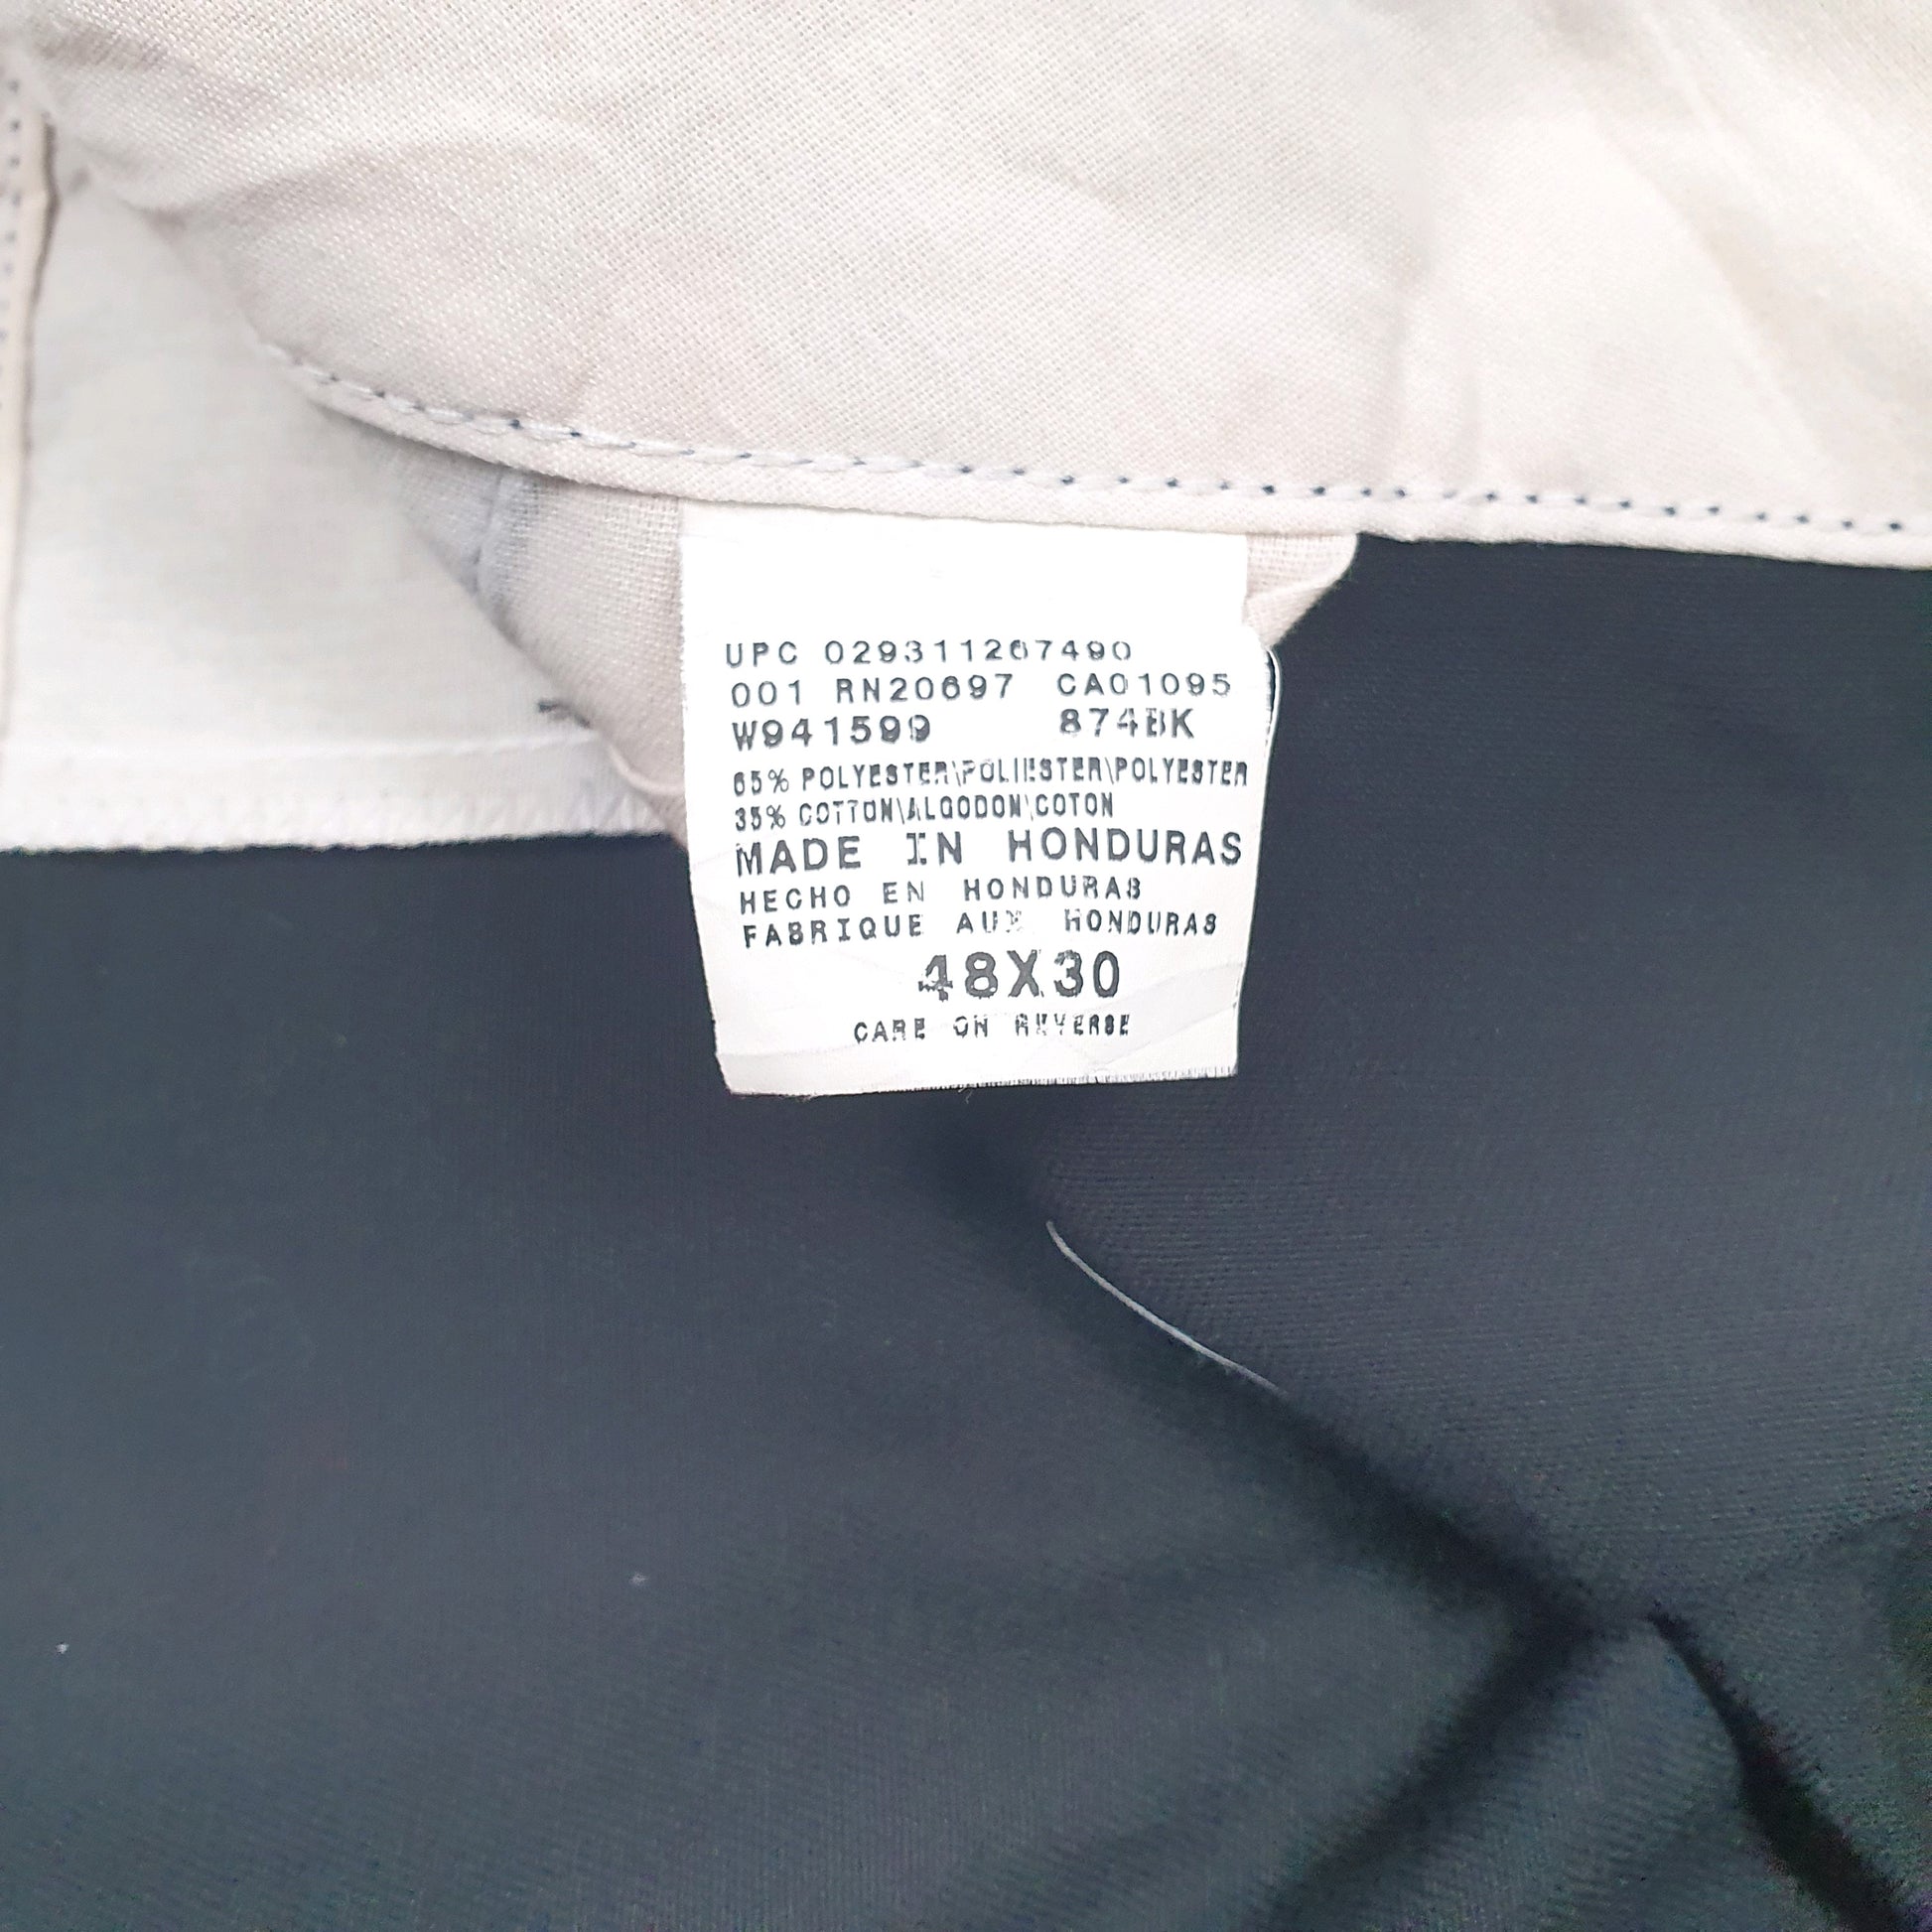 UPC 029311267490
001 RN20697 CA01095
W941599 874BK
65% POLYESTER\POLIESTER\POLYESTER
35% COTTON\ALGODON\COTON
MADE IN HONDURAS
HECHO EN HONDURAS
FABRIQUE AUX HONDURAS
48X30
CARE ON REVERSE